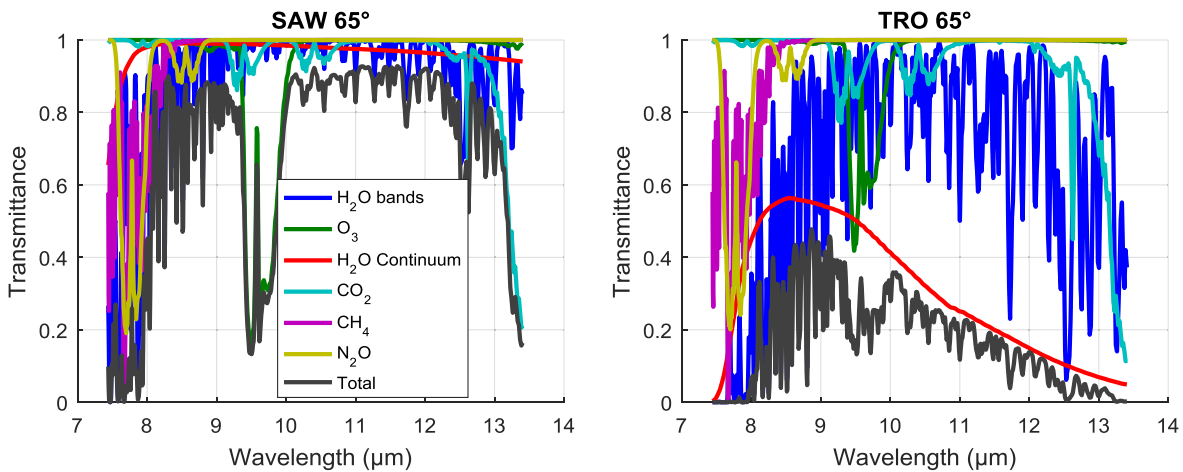 SAW 65°
Transmittance
1
0.8
0.6
0.4
0.2
0
7 8 9 10 11 12 13 14
Wavelength (µm)
H2O bands
O3
H2O Continuum
CO2
CH4
N2O
Total
TRO 65°
Transmittance
1
0.8
0.6
0.4
0.2
0
7 8 9 10 11 12 13 14
Wavelength (µm)